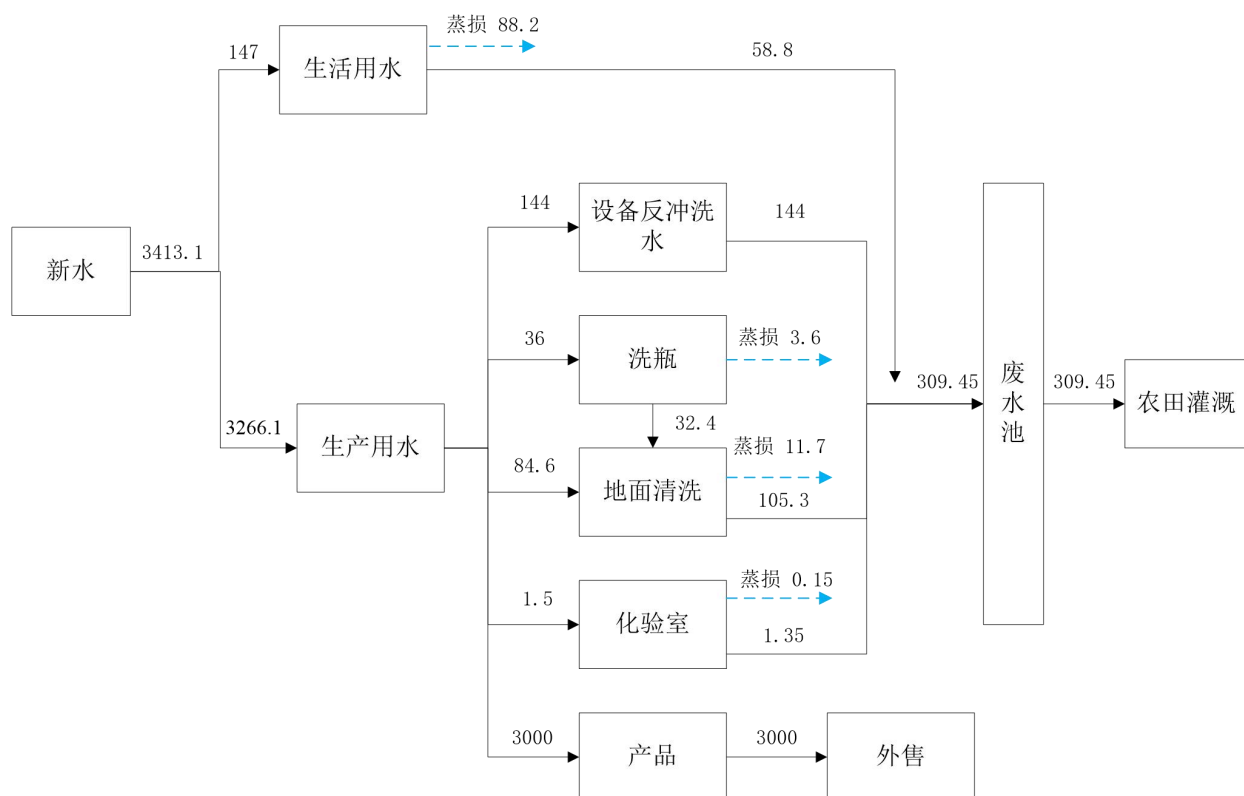 蒸损 88.2
147
生活用水
58.8
144
设备反冲洗
水
144
3413.1
新水
36
洗瓶
蒸损 3.6
废
水
池
309.45
309.45
农田灌溉
32.4
3266.1
生产用水
蒸损 11.7
84.6
地面清洗
105.3
蒸损 0.15
1.5
化验室
1.35
3000
产品
3000
外售